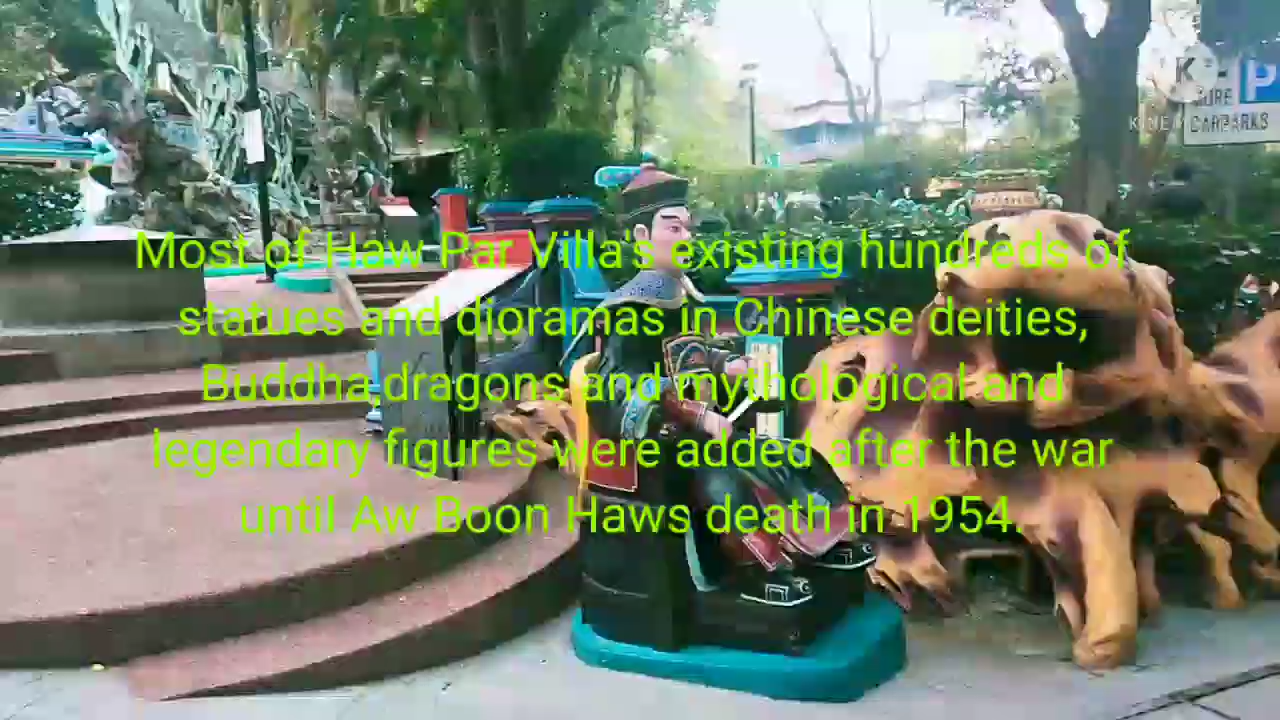 Most of Haw Par Villa's existing hundreds of
statues and dioramas in Chinese deities,
Buddha,dragons and mythological and
legendary figures were added after the war
until Aw Boon Haws death in 1954.
P
CARPARKS